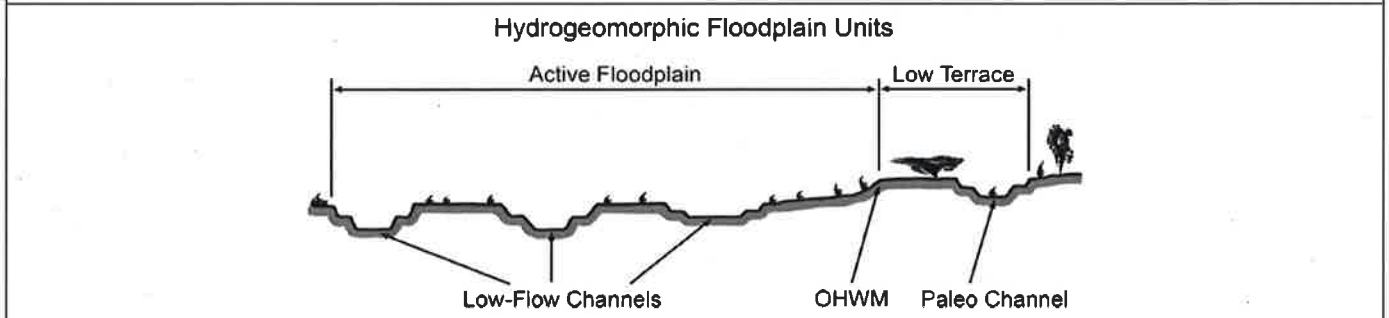 Hydrogeomorphic Floodplain Units
Active Floodplain
Low Terrace
Low-Flow Channels
OHWM
Paleo Channel